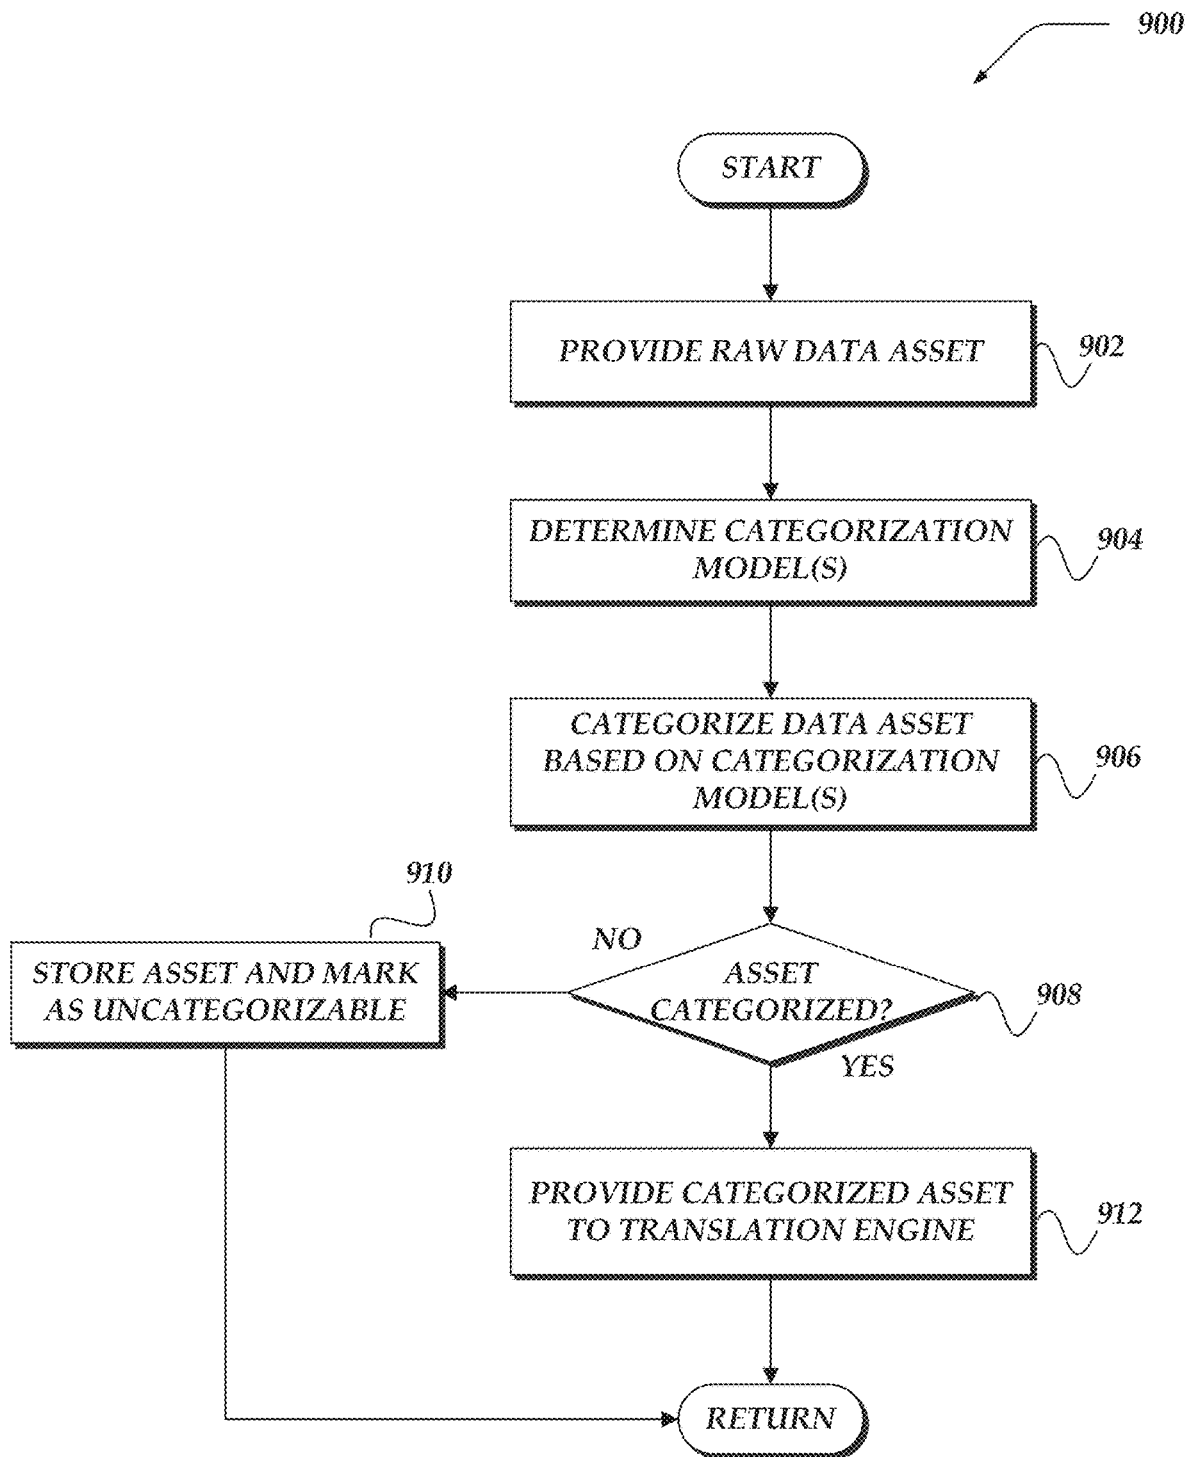 900
START
PROVIDE RAW DATA ASSET
902
DETERMINE CATEGORIZATION
MODEL(S)
904
CATEGORIZE DATA ASSET
BASED ON CATEGORIZATION
MODEL(S)
906
910
STORE ASSET AND MARK
AS UNCATEGORIZABLE
NO
ASSET
CATEGORIZED?
908
YES
PROVIDE CATEGORIZED ASSET
TO TRANSLATION ENGINE
912
RETURN